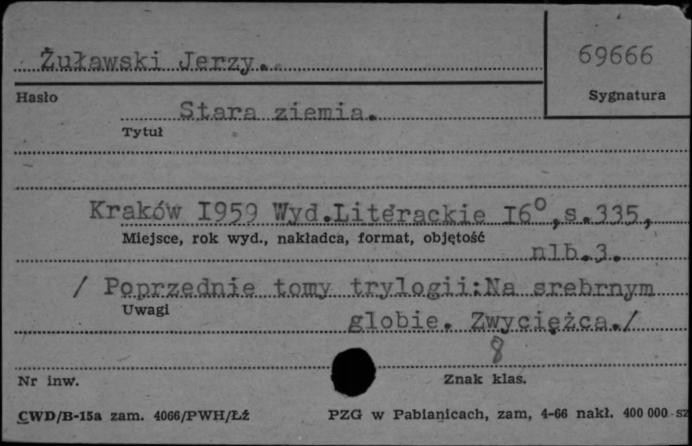 Żuławski Jerzy.
69666
Hasło
Sygnatura
Stara ziemia.
Tytuł
Kraków 1959 Wyd.Literackie 16°,s.335,
Miejsce, rok wyd., nakładca, format, objętość
nlb.3.
/ Poprzednie tomy trylogii:Na srebrnym
Uwagi
globie. Zwyciężca./
8
Nr inw.
Znak klas.
CWD/B-15a zam. 4066/PWH/Łż
PZG w Pabianicach, zam, 4-66 nakł. 400 000 sz